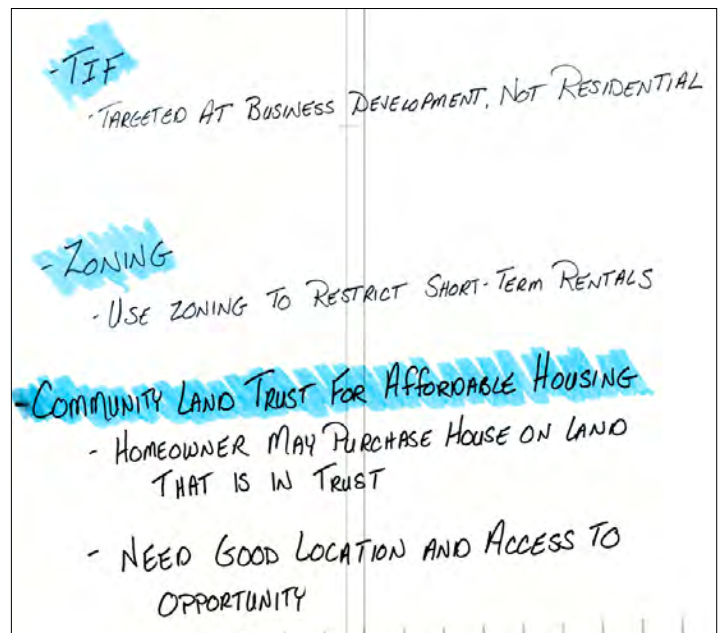 - TIF
- TARGETED AT BUSINESS DEVELOPMENT, NOT RESIDENTIAL
- ZONING
- USE ZONING TO RESTRICT SHORT-TERM RENTALS
- COMMUNITY LAND TRUST FOR AFFORDABLE HOUSING
- HOMEOWNER MAY PURCHASE HOUSE ON LAND
THAT IS IN TRUST
- NEED GOOD LOCATION AND ACCESS TO
OPPORTUNITY